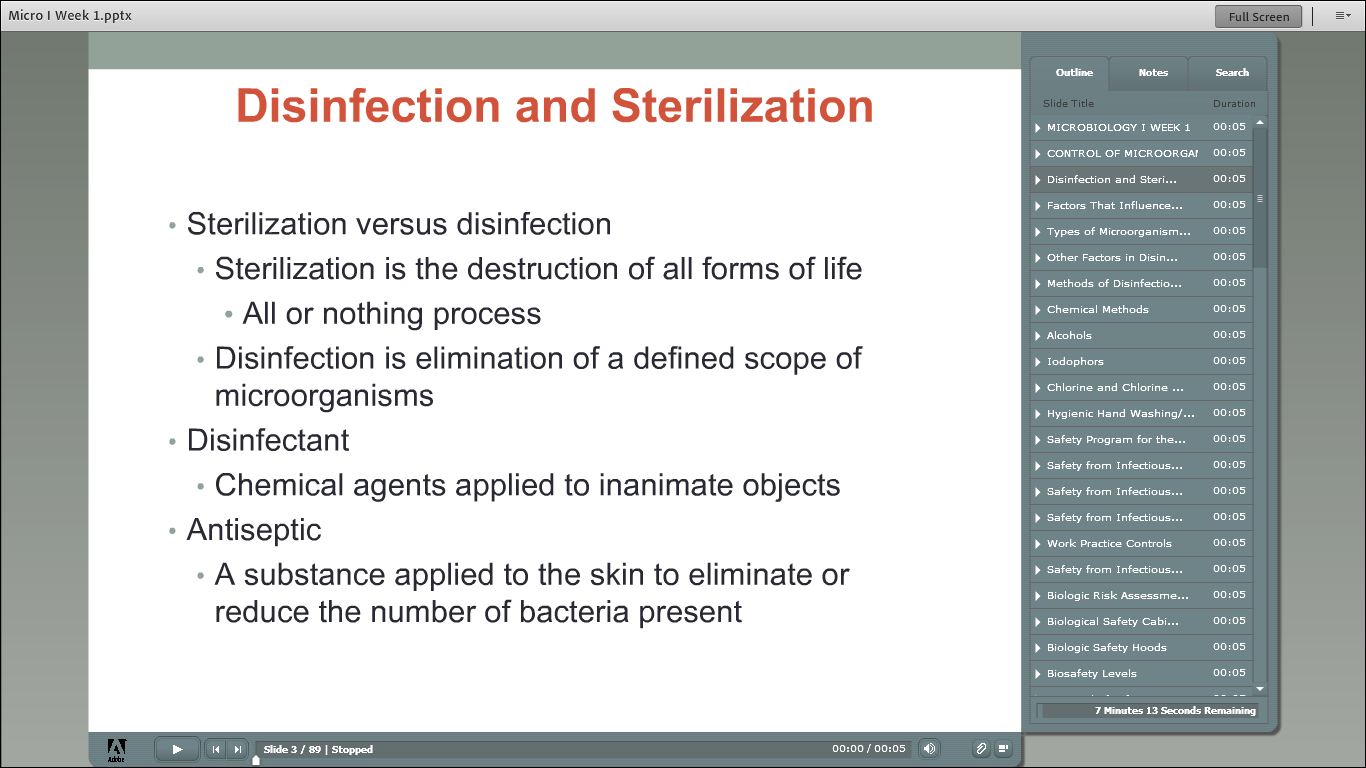 Micro I Week 1.pptx
Full Screen
Disinfection and Sterilization
• Sterilization versus disinfection
• Sterilization is the destruction of all forms of life
• All or nothing process
• Disinfection is elimination of a defined scope of
microorganisms
• Disinfectant
• Chemical agents applied to inanimate objects
• Antiseptic
• A substance applied to the skin to eliminate or
reduce the number of bacteria present
Outline Notes Search
Slide Title Duration
MICROBIOLOGY I WEEK 1 00:05
CONTROL OF MICROORGAN 00:05
Disinfection and Steri... 00:05
Factors That Influence... 00:05
Types of Microorganism... 00:05
Other Factors in Disin... 00:05
Methods of Disinfectio... 00:05
Chemical Methods 00:05
Alcohols 00:05
Iodophors 00:05
Chlorine and Chlorine ... 00:05
Hygienic Hand Washing/... 00:05
Safety Program for the... 00:05
Safety from Infectious... 00:05
Safety from Infectious... 00:05
Safety from Infectious... 00:05
Work Practice Controls 00:05
Safety from Infectious... 00:05
Biologic Risk Assessme... 00:05
Biological Safety Cabi... 00:05
Biologic Safety Hoods 00:05
Biosafety Levels 00:05
7 Minutes 13 Seconds Remaining
Adobe
Slide 3 / 89 | Stopped
00:00 / 00:05